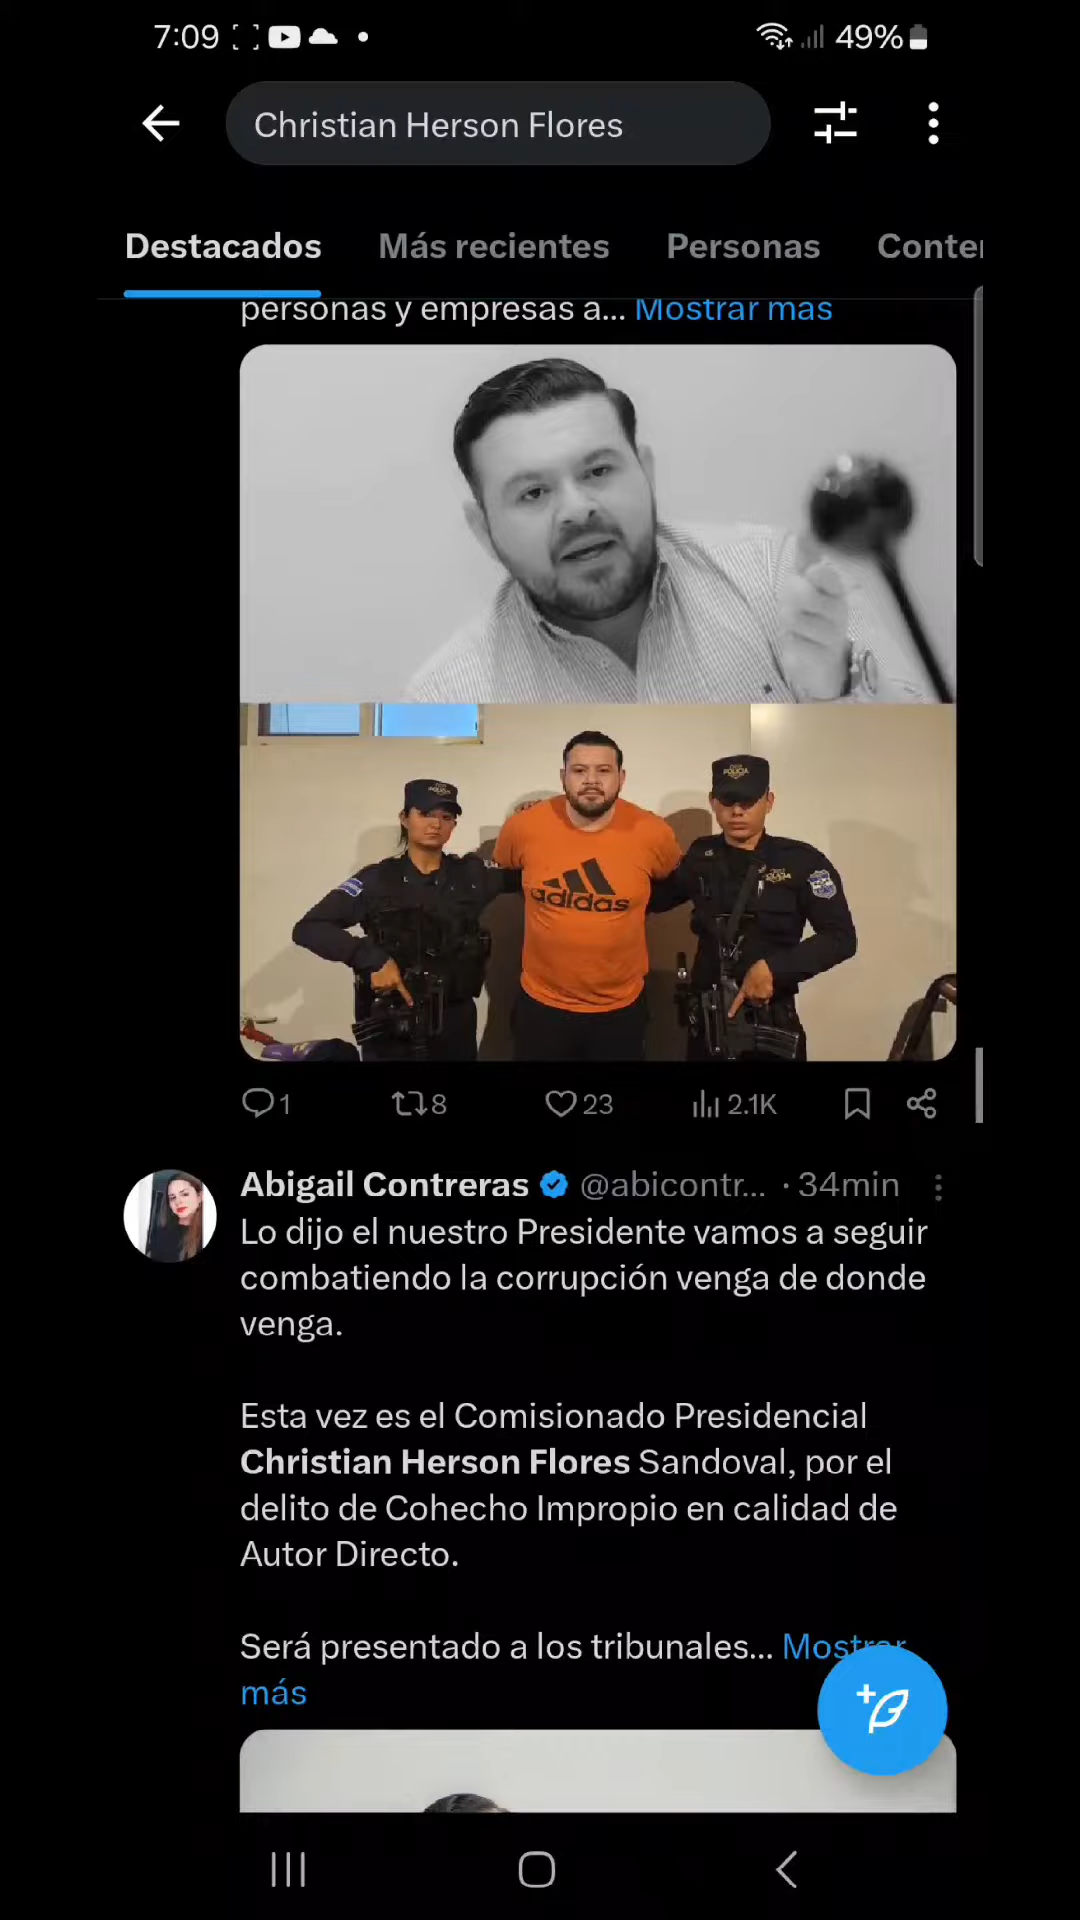 7:09
49%
Christian Herson Flores
Destacados Más recientes Personas Conte
personas y empresas a... Mostrar mas
POLICIA
POLICIA
adidas
POLICIA
1 8 23 2.1K
Abigail Contreras @abicontr... · 34min
Lo dijo el nuestro Presidente vamos a seguir
combatiendo la corrupción venga de donde
venga.
Esta vez es el Comisionado Presidencial
Christian Herson Flores Sandoval, por el
delito de Cohecho Impropio en calidad de
Autor Directo.
Será presentado a los tribunales... Mostrar
más